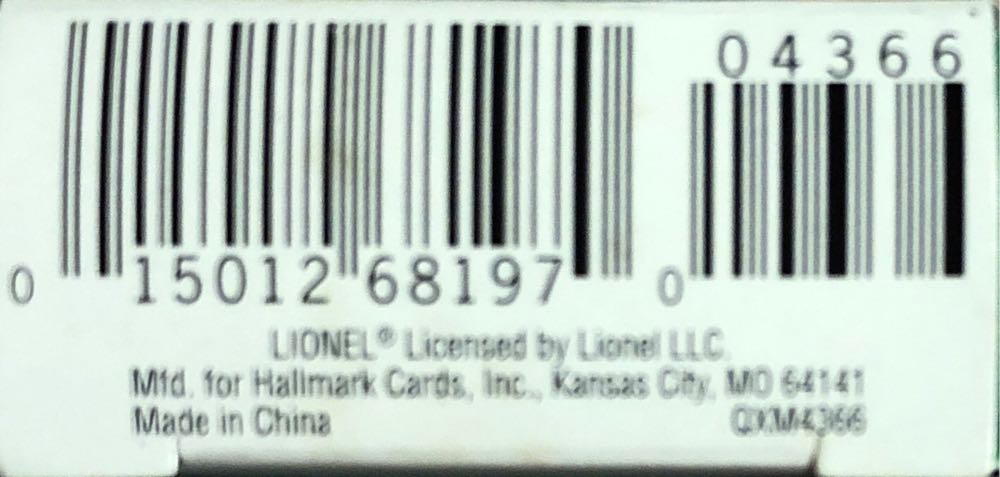 04366
0 15012 68197 0
LIONEL® Licensed by Lionel LLC.
Mfd. for Hallmark Cards, Inc., Kansas City, MO 64141
Made in China QXM4366